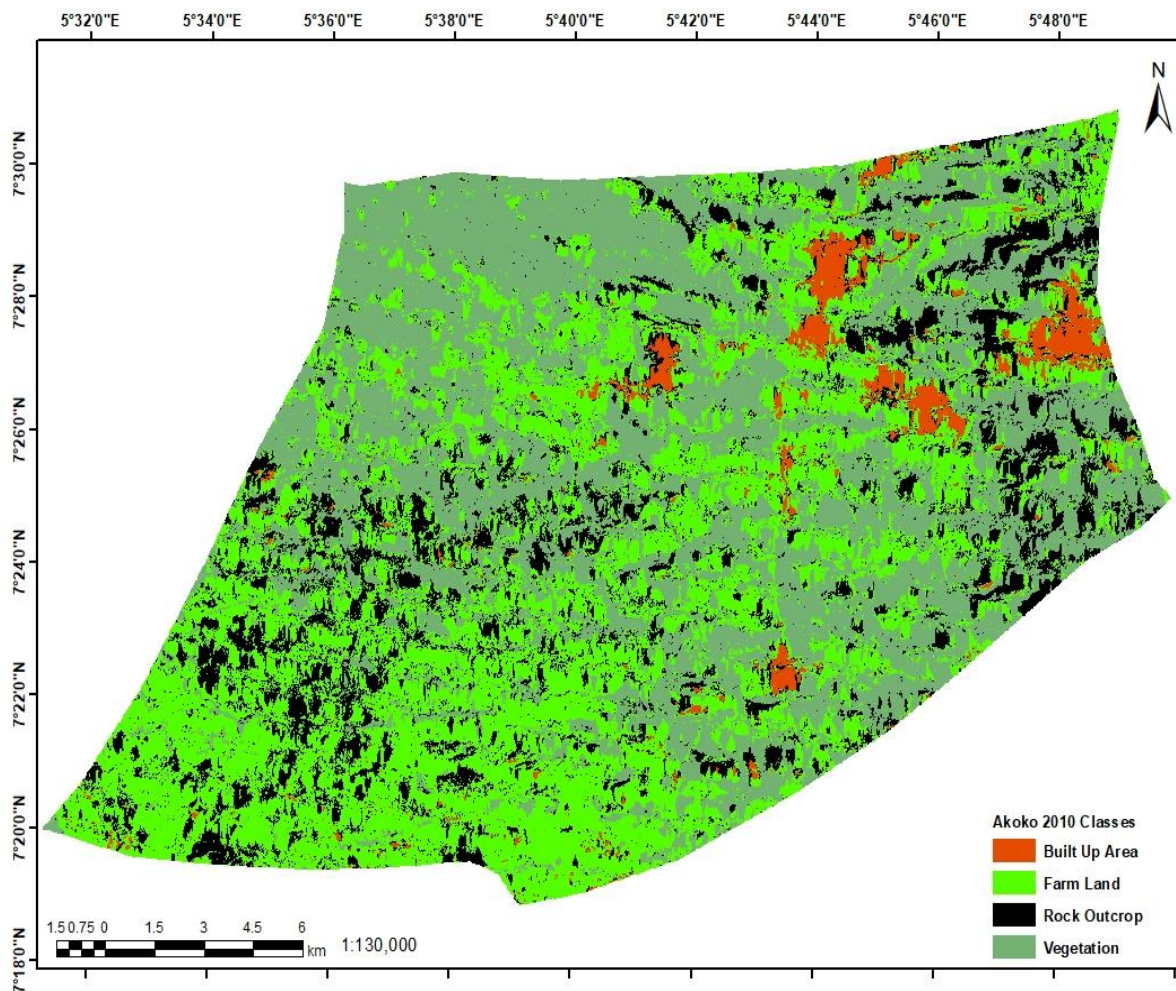 5°32'0"E 5°34'0"E 5°36'0"E 5°38'0"E 5°40'0"E 5°42'0"E 5°44'0"E 5°46'0"E 5°48'0"E
N
7°30'0"N
7°28'0"N
7°26'0"N
7°24'0"N
7°22'0"N
7°20'0"N
7°18'0"N
Akoko 2010 Classes
Built Up Area
Farm Land
Rock Outcrop
Vegetation
1.5 0.75 0 1.5 3 4.5 6
km 1:130,000